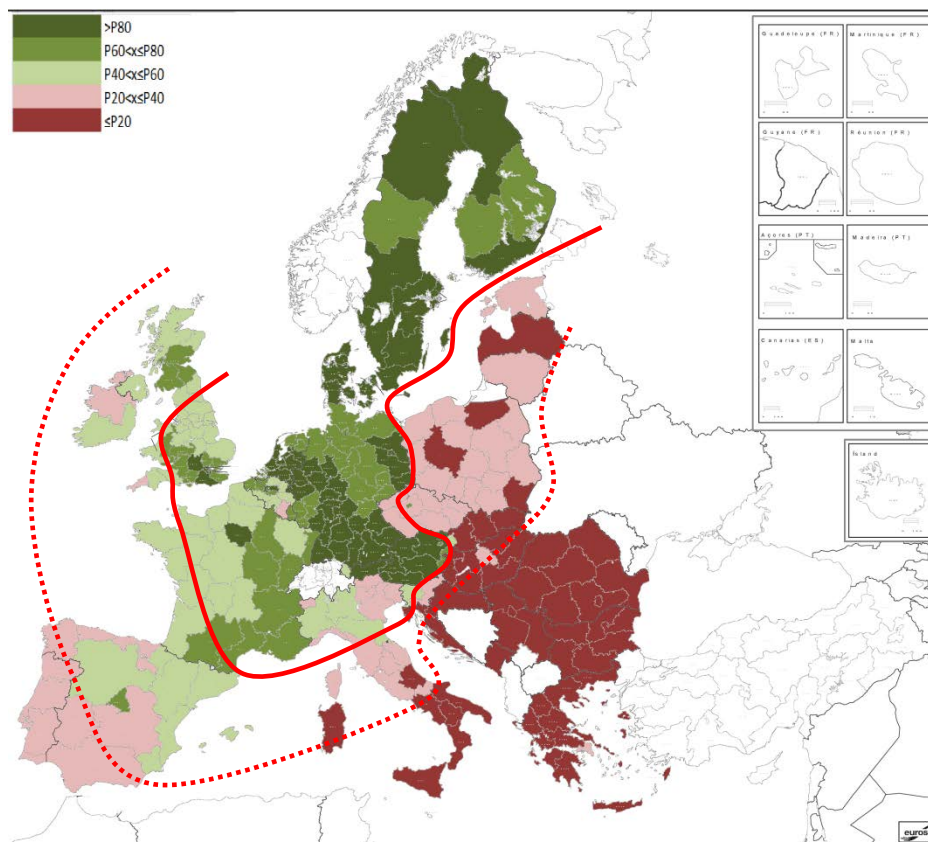 >P80
P60<x≤P80
P40<x≤P60
P20<x≤P40
≤P20
Guadeloupe (FR)
Martinique (FR)
Guyane (FR)
Réunion (FR)
Açores (PT)
Madeira (PT)
Canarias (ES)
Malta
Ísland
euros